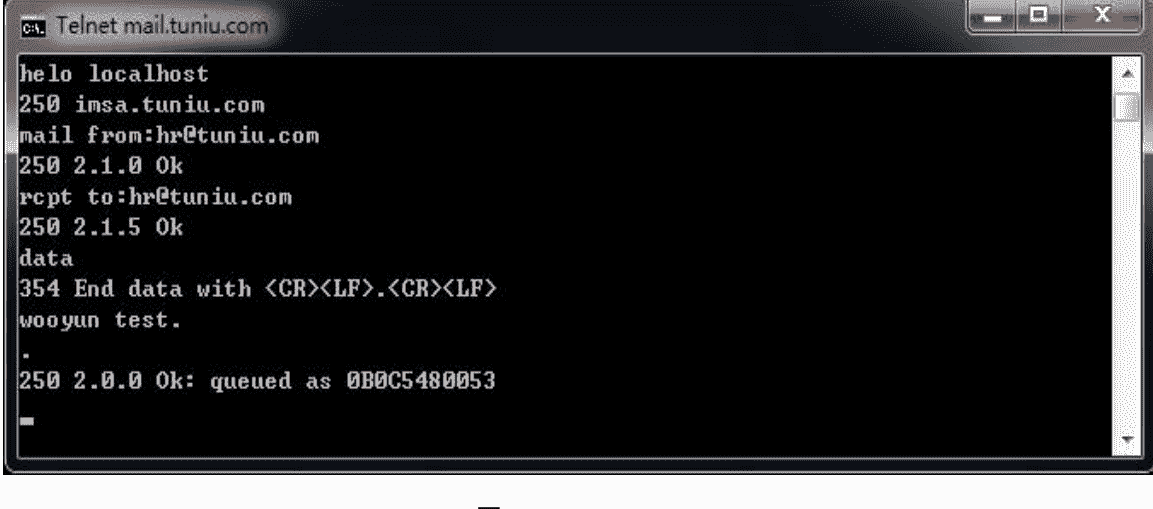 Telnet mail.tuniu.com
helo localhost
250 imsa.tuniu.com
mail from:hr@tuniu.com
250 2.1.0 Ok
rcpt to:hr@tuniu.com
250 2.1.5 Ok
data
354 End data with <CR><LF>.<CR><LF>
wooyun test.
.
250 2.0.0 Ok: queued as 0B0C5480053